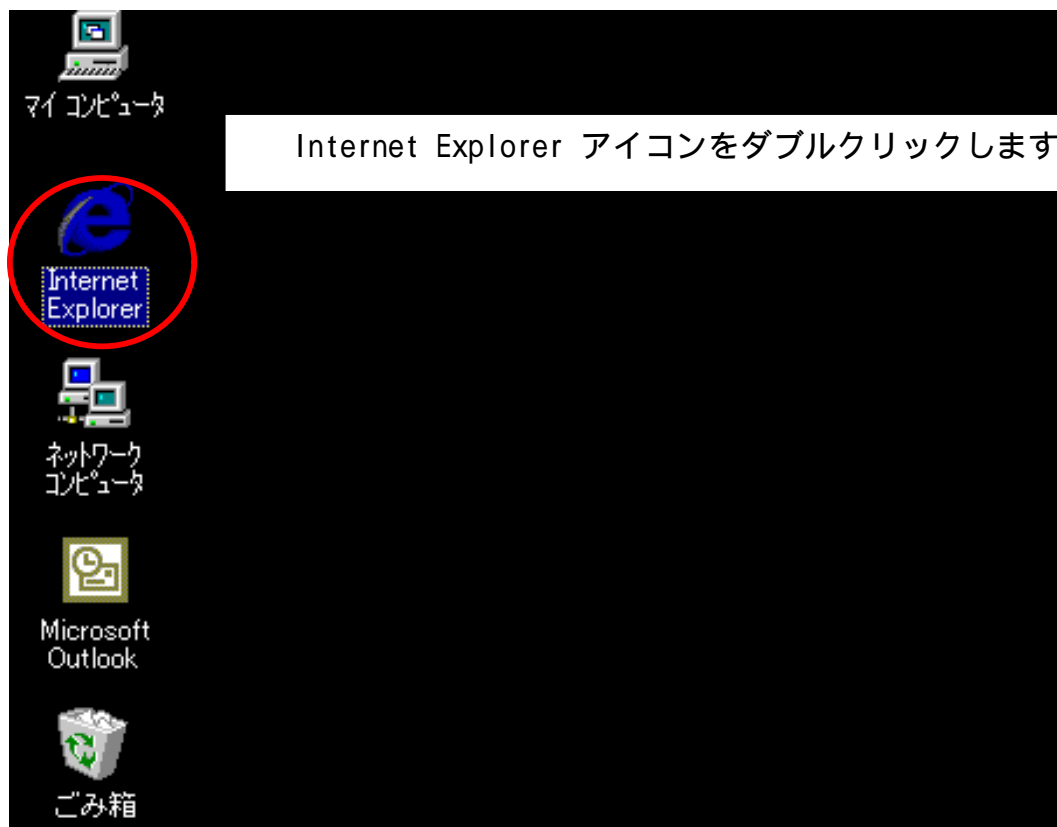 マイ コンピュータ
Internet Explorer アイコンをダブルクリックします
Internet
Explorer
ネットワーク
コンピュータ
Microsoft
Outlook
ごみ箱